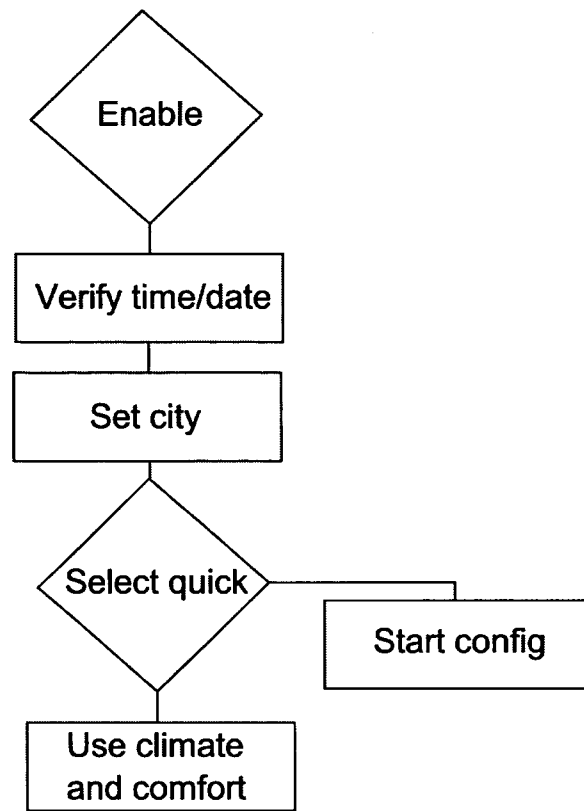 Enable
Verify time/date
Set city
Select quick
Start config
Use climate
and comfort